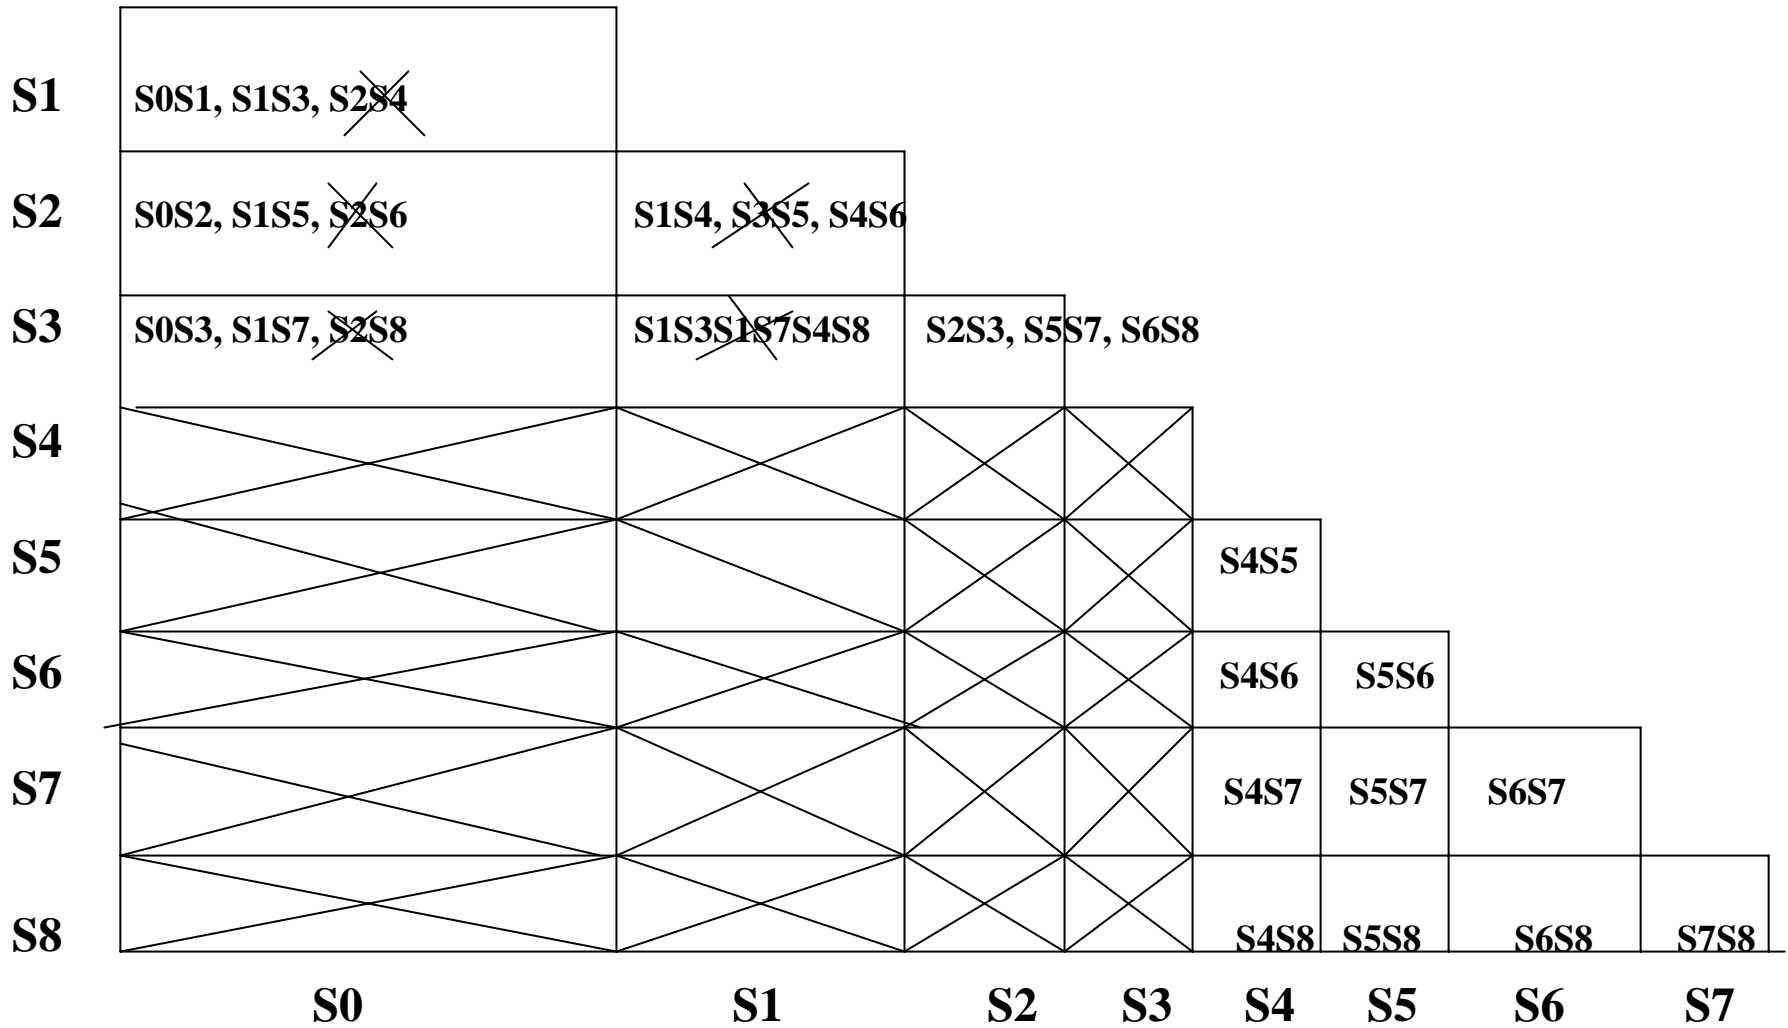 S1 S0S1, S1S3, S2S4
S2 S0S2, S1S5, S2S6 S1S4, S3S5, S4S6
S3 S0S3, S1S7, S2S8 S1S3S1S7S4S8 S2S3, S5S7, S6S8
S4
S5 S4S5
S6 S4S6 S5S6
S7 S4S7 S5S7 S6S7
S8 S4S8 S5S8 S6S8 S7S8
S0 S1 S2 S3 S4 S5 S6 S7